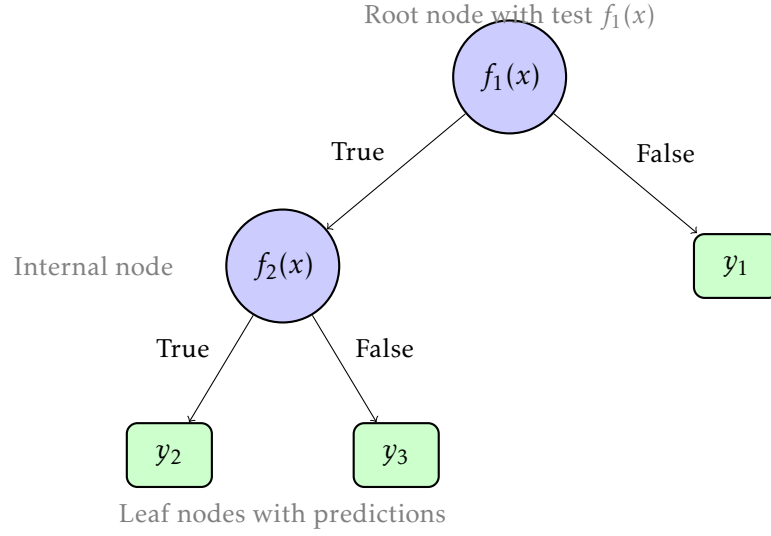 Root node with test f₁(x)
f₁(x)
True
False
Internal node
f₂(x)
y₁
True
False
y₂
y₃
Leaf nodes with predictions